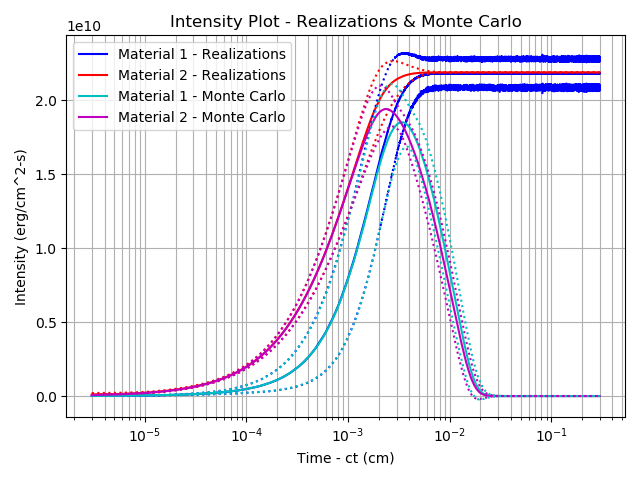 Intensity Plot - Realizations & Monte Carlo
1e10
Material 1 - Realizations
Material 2 - Realizations
Material 1 - Monte Carlo
Material 2 - Monte Carlo
Intensity (erg/cm^2-s)
2.0
1.5
1.0
0.5
0.0
10⁻⁵ 10⁻⁴ 10⁻³ 10⁻² 10⁻¹
Time - ct (cm)